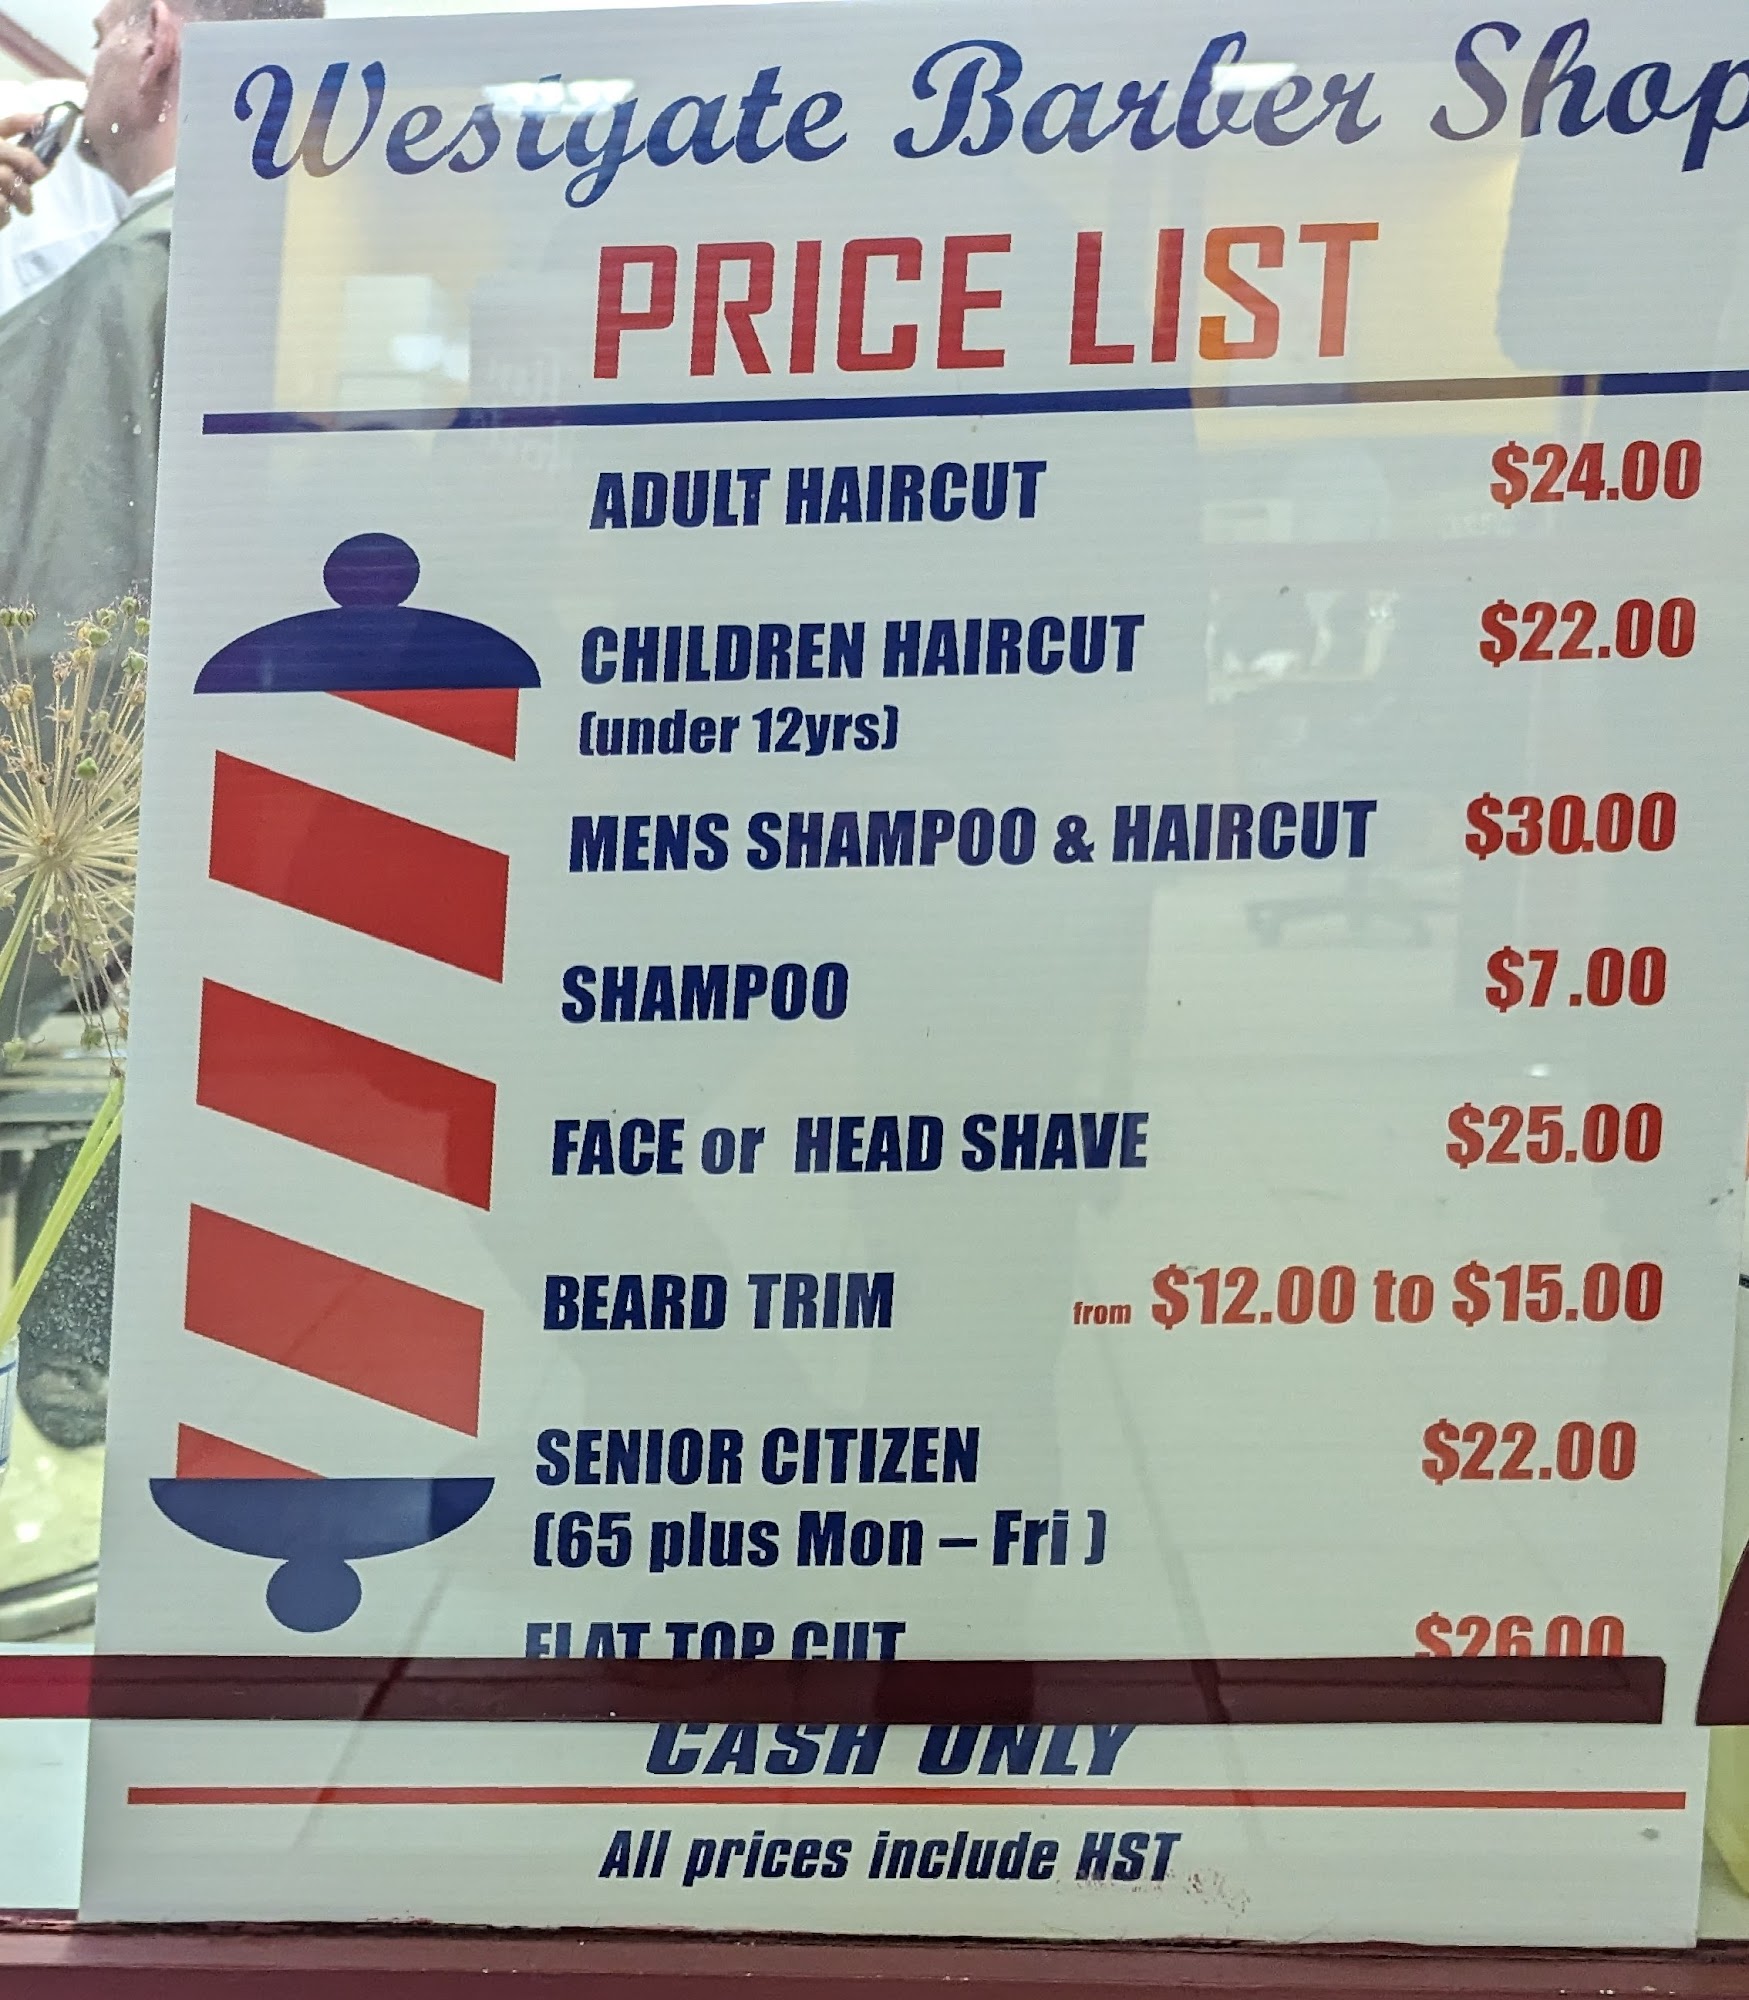 Westgate Barber Shop
PRICE LIST
ADULT HAIRCUT $24.00
CHILDREN HAIRCUT $22.00
(under 12yrs)
MENS SHAMPOO & HAIRCUT $30.00
SHAMPOO $7.00
FACE or HEAD SHAVE $25.00
BEARD TRIM from $12.00 to $15.00
SENIOR CITIZEN $22.00
(65 plus Mon – Fri )
FLAT TOP CUT $26.00
CASH ONLY
All prices include HST